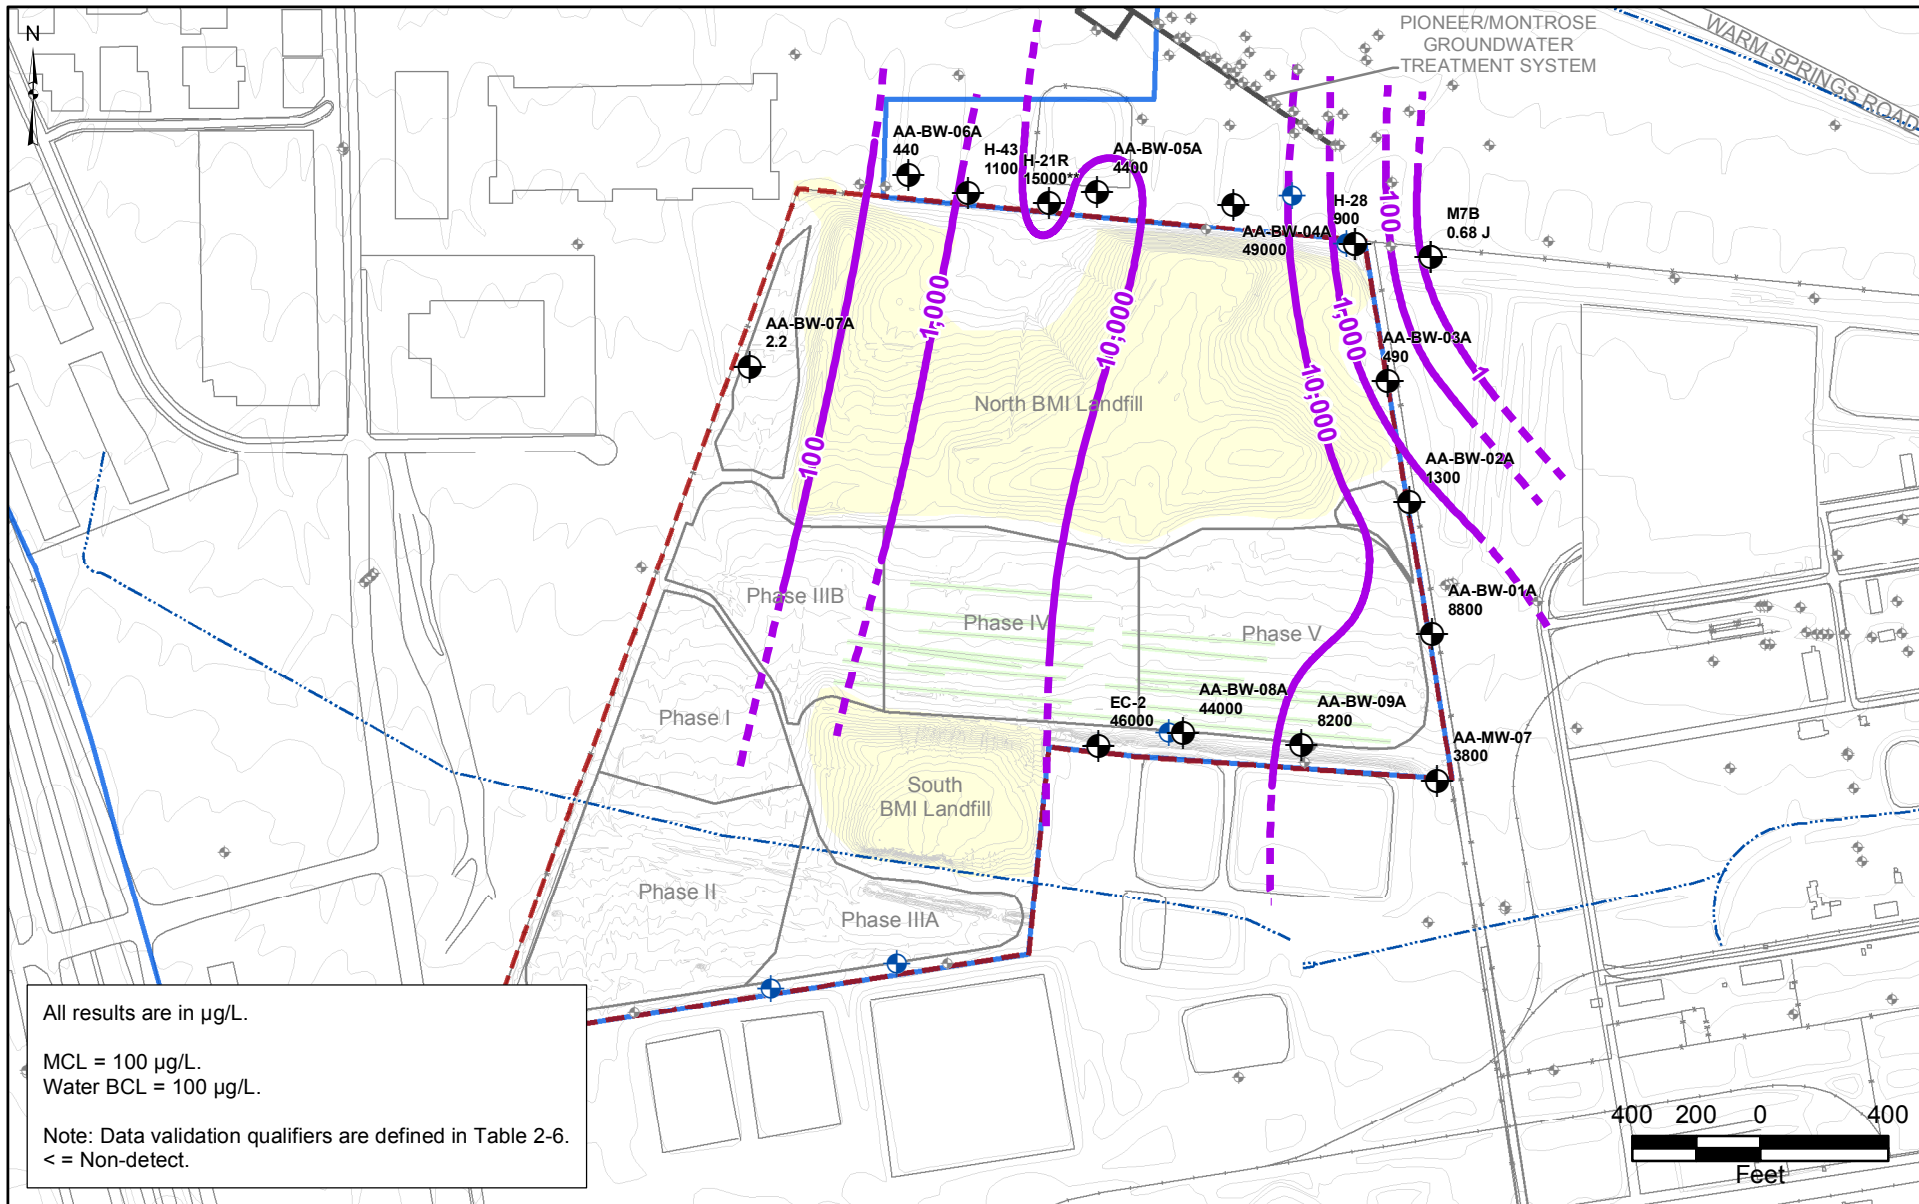 N
PIONEER/MONTROSE
GROUNDWATER
TREATMENT SYSTEM
WARM SPRINGS ROAD
AA-BW-06A
440
H-43
1100
H-21R
15000**
AA-BW-05A
4400
AA-BW-04A
49000
H-28
900
M7B
0.68 J
100
1,000
10,000
10,000
1,000
100
1
AA-BW-07A
2.2
AA-BW-03A
490
North BMI Landfill
AA-BW-02A
1300
AA-BW-01A
8800
Phase IIIB
Phase IV
Phase V
EC-2
46000
AA-BW-08A
44000
AA-BW-09A
8200
AA-MW-07
3800
Phase I
South
BMI Landfill
Phase II
Phase IIIA
All results are in µg/L.
MCL = 100 µg/L.
Water BCL = 100 µg/L.
Note: Data validation qualifiers are defined in Table 2-6.
< = Non-detect.
400 200 0 400
Feet